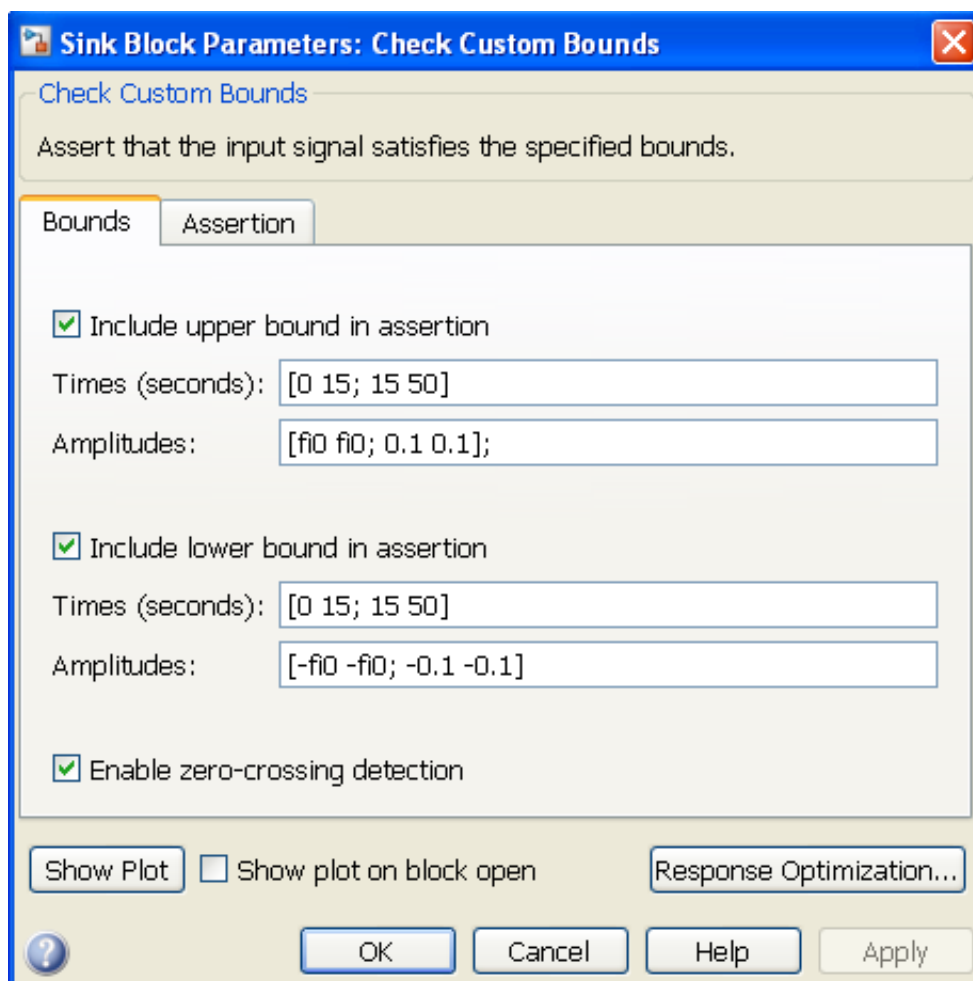 Sink Block Parameters: Check Custom Bounds
Check Custom Bounds
Assert that the input signal satisfies the specified bounds.
Bounds
Assertion
Include upper bound in assertion
Times (seconds): [0 15; 15 50]
Amplitudes: [fi0 fi0; 0.1 0.1];
Include lower bound in assertion
Times (seconds): [0 15; 15 50]
Amplitudes: [-fi0 -fi0; -0.1 -0.1]
Enable zero-crossing detection
Show Plot Show plot on block open Response Optimization...
? OK Cancel Help Apply